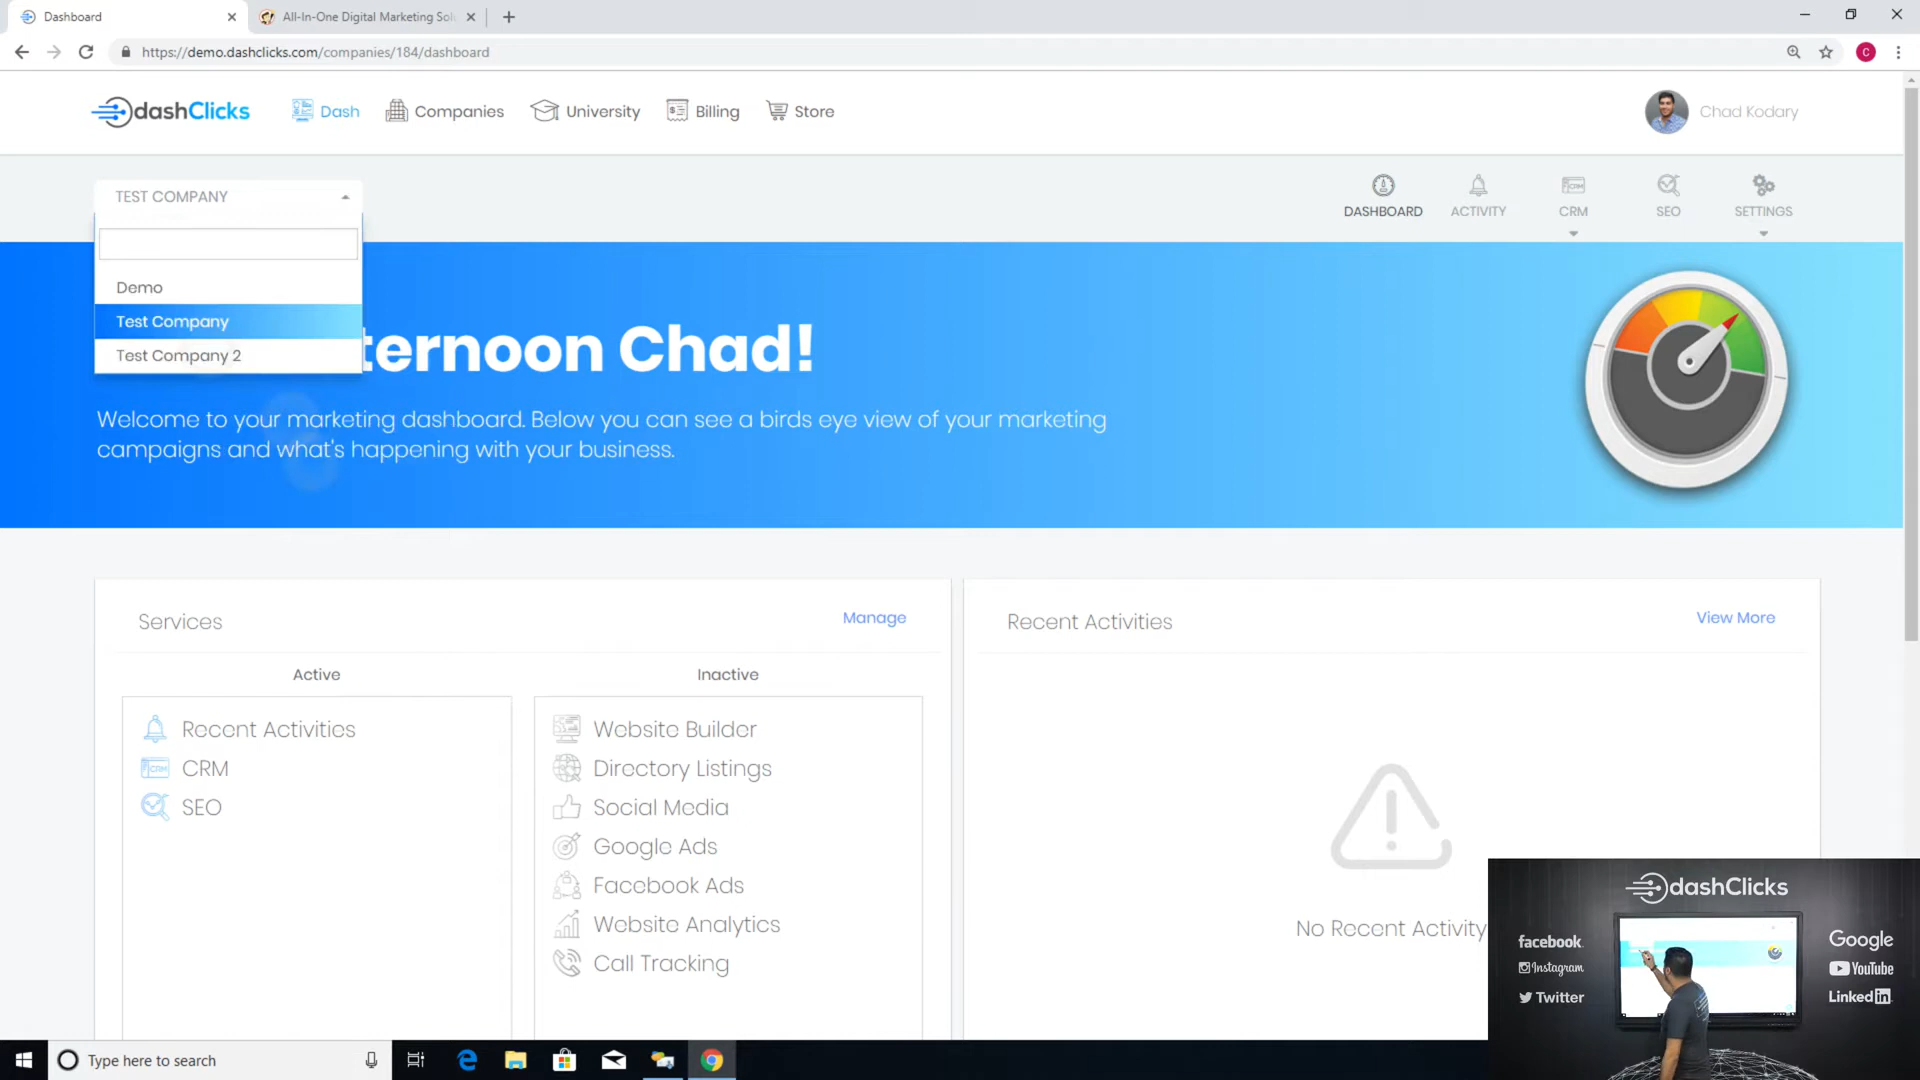 Dashboard
All-In-One Digital Marketing Solu
https://demo.dashclicks.com/companies/184/dashboard
C
dashClicks
Dash
Companies
University
Billing
Store
Chad Kodary
TEST COMPANY
DASHBOARD
ACTIVITY
CRM
CRM
SEO
SETTINGS
Demo
Test Company
Test Company 2
ternoon Chad!
Welcome to your marketing dashboard. Below you can see a birds eye view of your marketing
campaigns and what's happening with your business.
Services
Manage
Active
Inactive
Recent Activities
CRM
CRM
SEO
Website Builder
Directory Listings
Social Media
Google Ads
Facebook Ads
Website Analytics
Call Tracking
Recent Activities
View More
No Recent Activity
dashClicks
facebook
Instagram
Twitter
Google
YouTube
Linked in
Type here to search